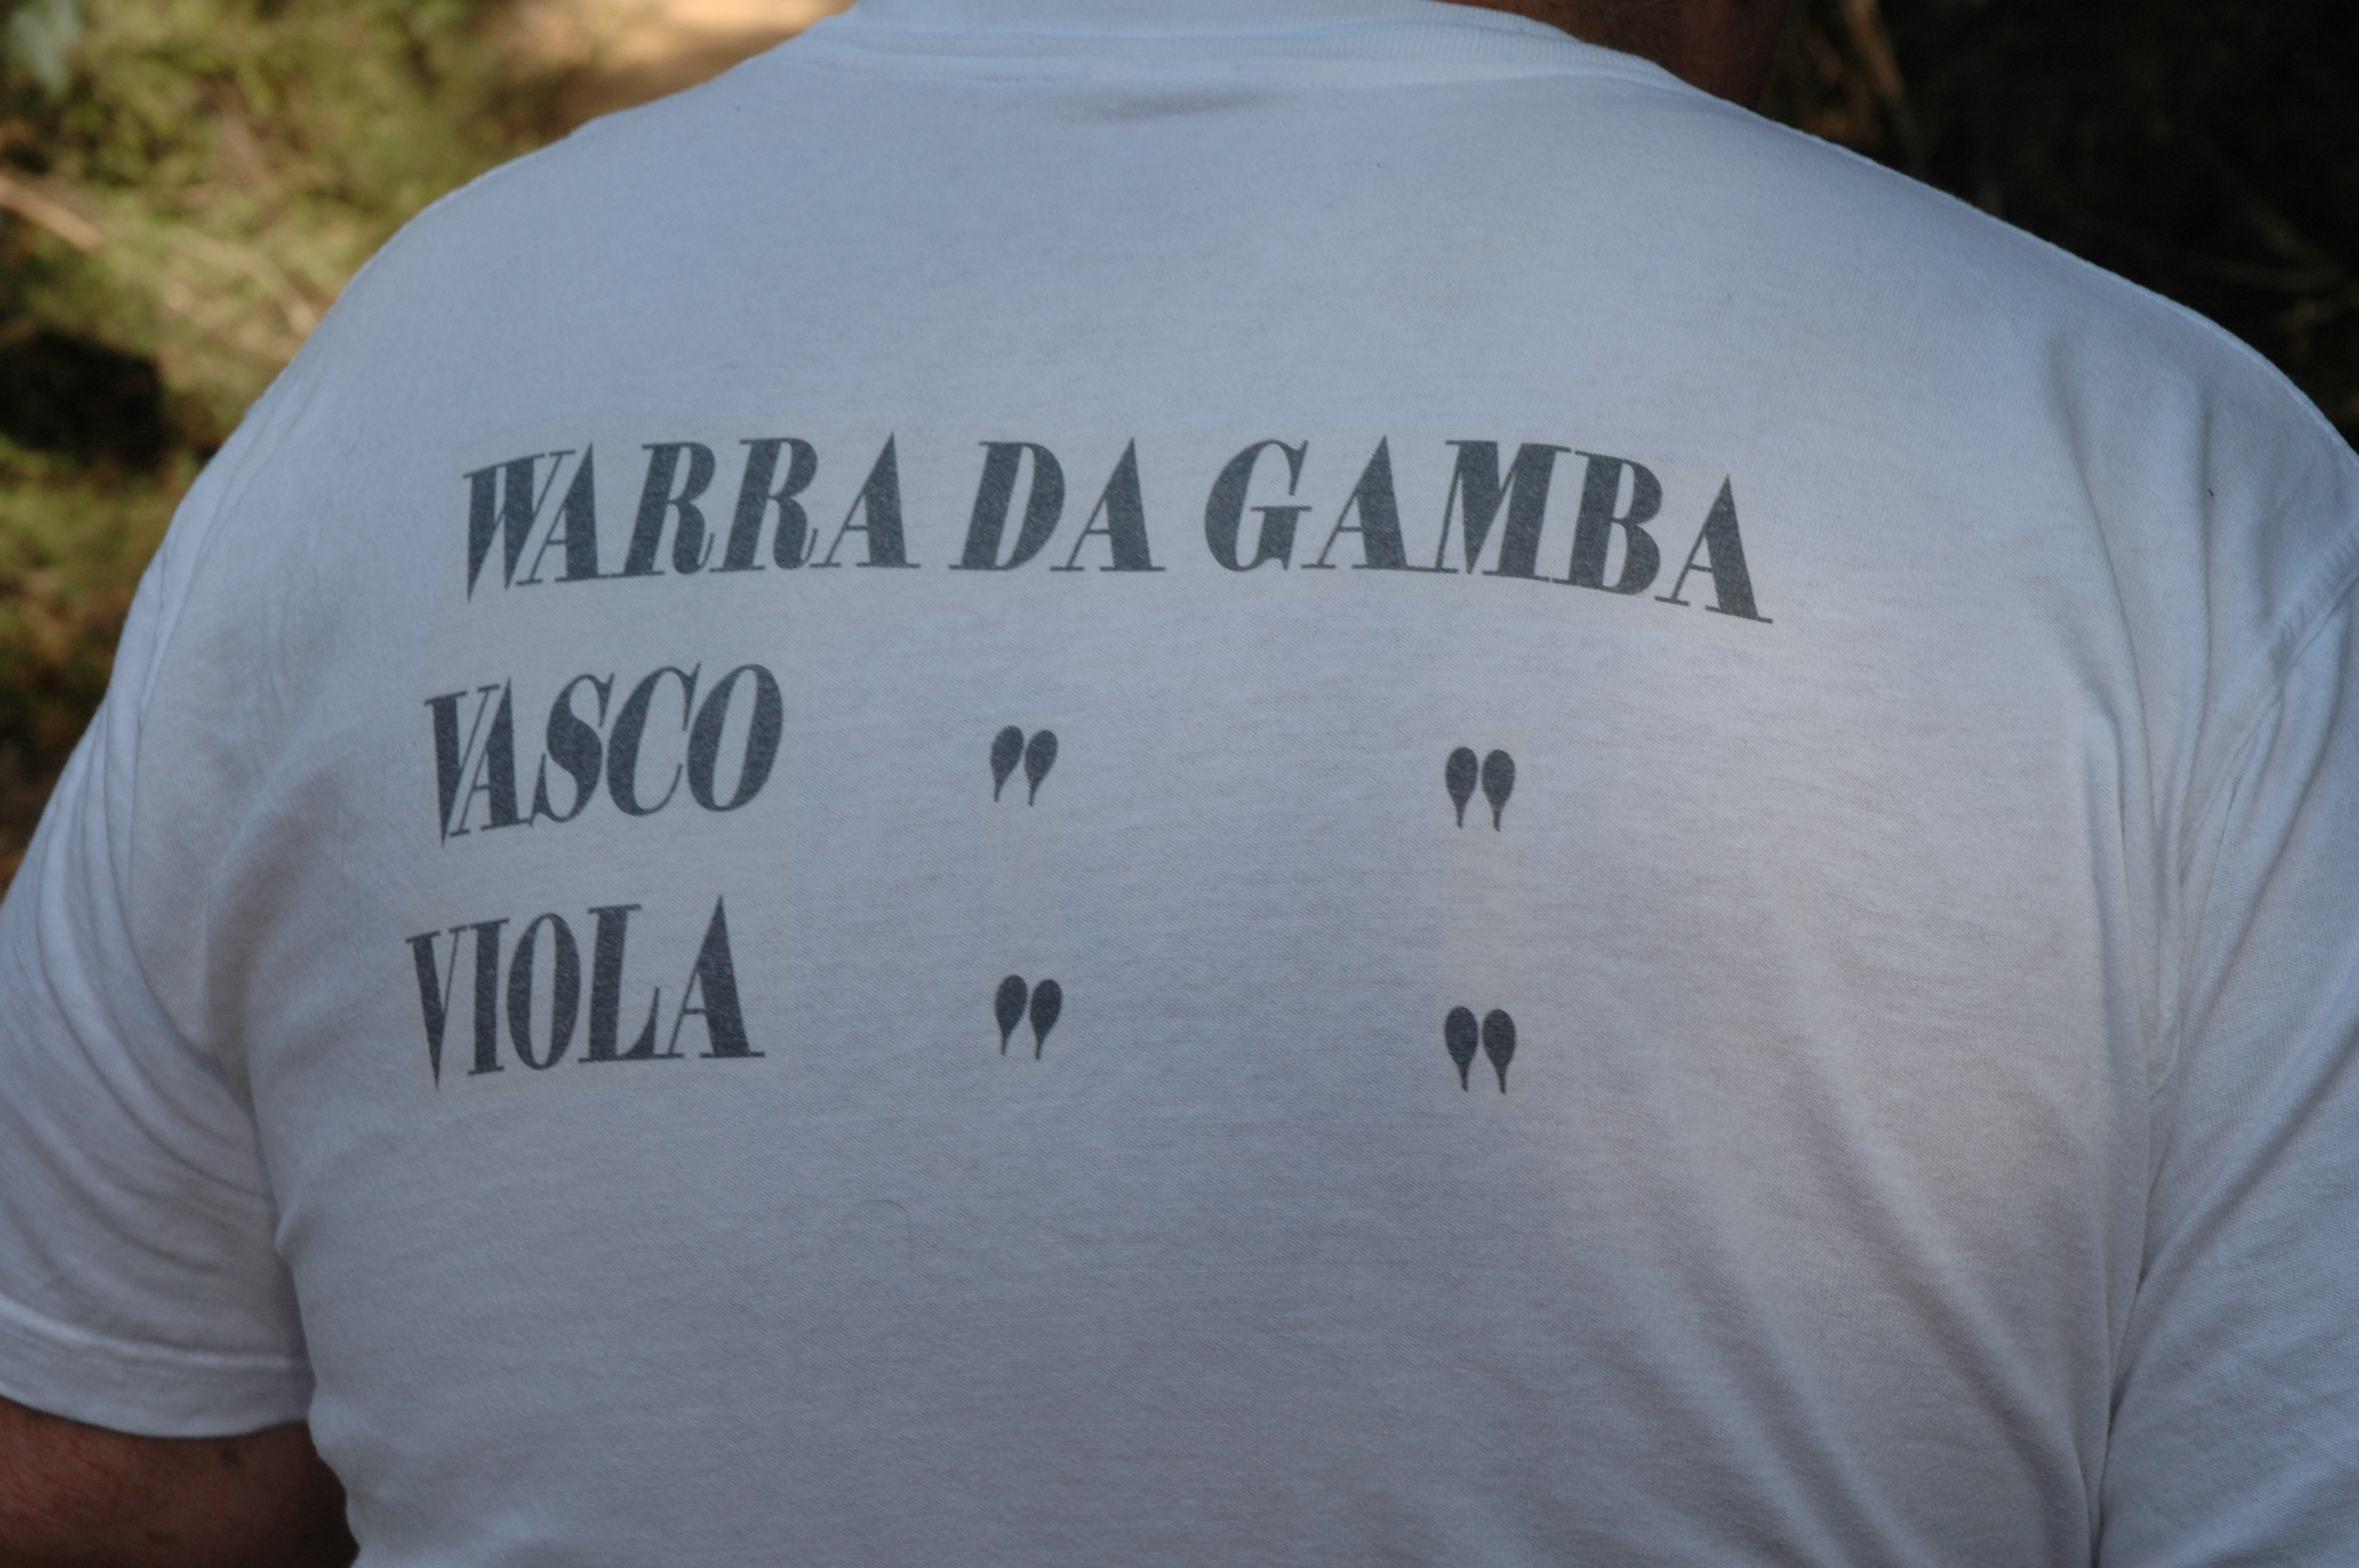 WARRA DA GAMBA
VASCO " "
VIOLA " "